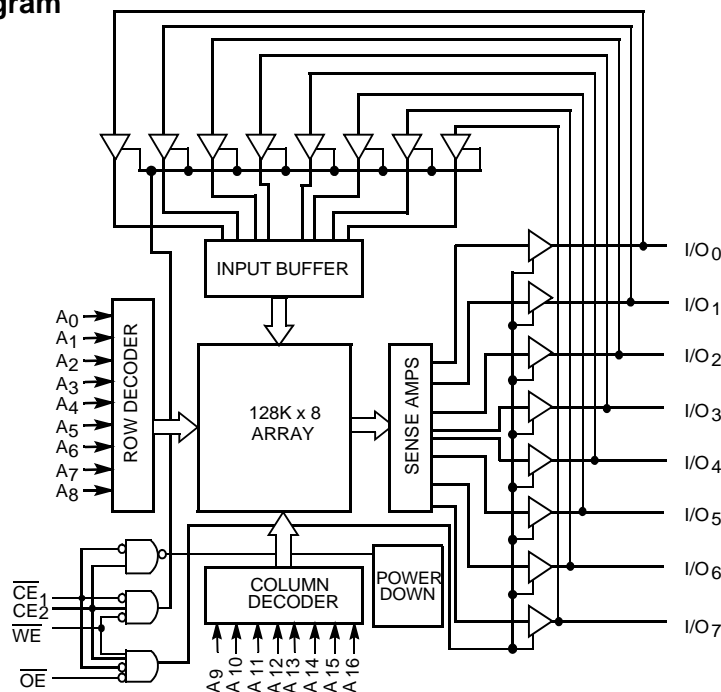 gram
INPUT BUFFER
I/O0
I/O1
I/O2
I/O3
I/O4
I/O5
I/O6
I/O7
A0
A1
A2
A3
A4
A5
A6
A7
A8
ROW DECODER
128K x 8
ARRAY
SENSE AMPS
COLUMN
DECODER
POWER
DOWN
CE1
CE2
WE
OE
A9
A10
A11
A12
A13
A14
A15
A16